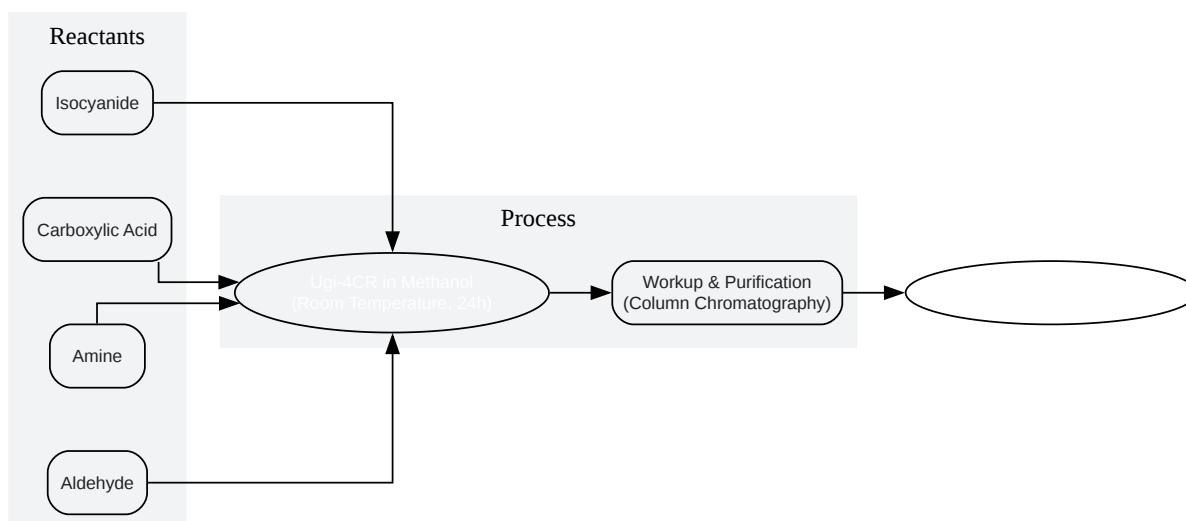 Reactants
Isocyanide
Carboxylic Acid
Amine
Aldehyde
Process
Ugi-4CR in Methanol
(Room Temperature, 24h)
Workup & Purification
(Column Chromatography)